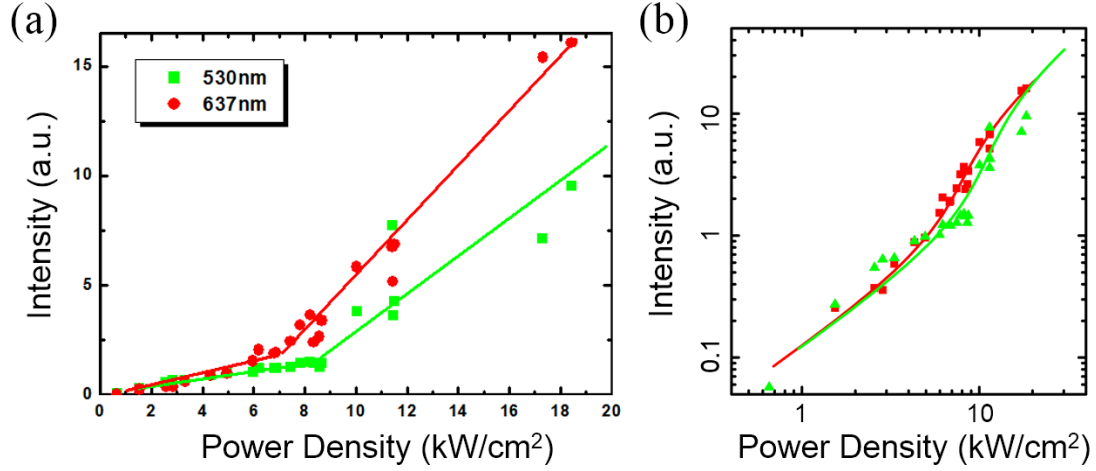 (a)
Intensity (a.u.)
15
10
5
0
530nm
637nm
0 2 4 6 8 10 12 14 16 18 20
Power Density (kW/cm²)
(b)
Intensity (a.u.)
10
1
0.1
1 10
Power Density (kW/cm²)